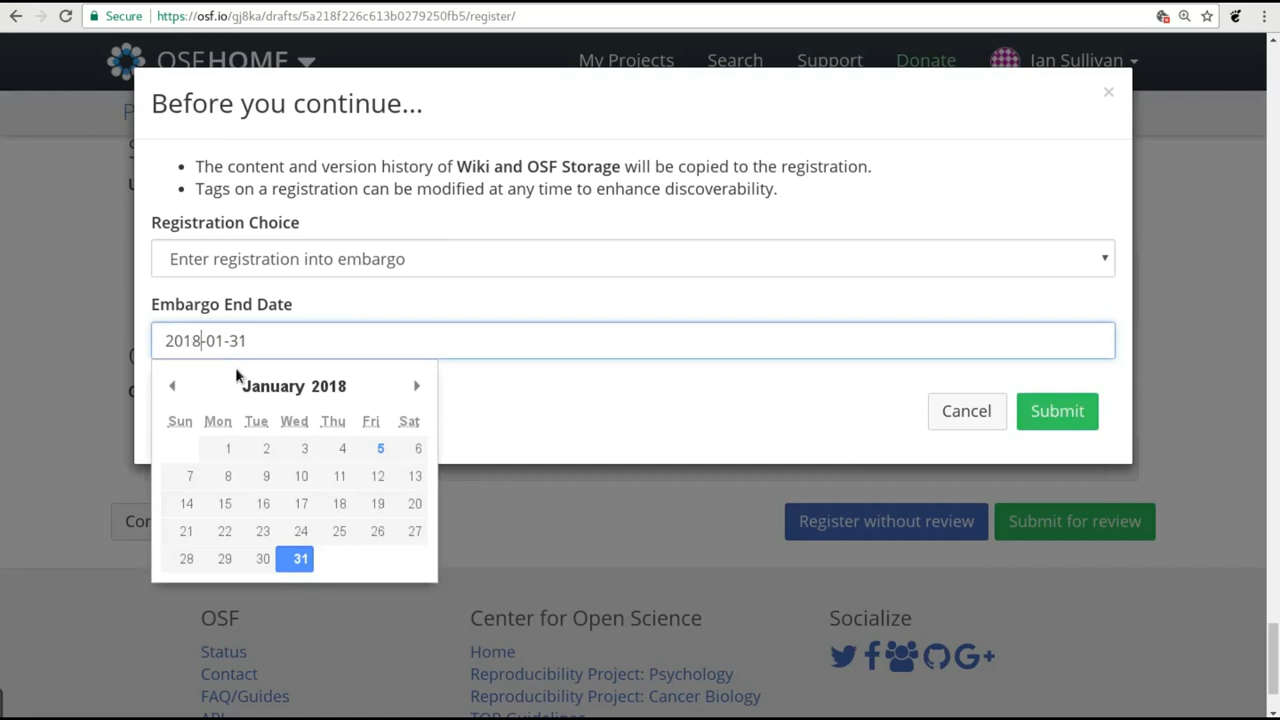 Secure https://osf.io/gj8ka/drafts/5a218f226c613b0279250fb5/register/
OSFHOME My Projects Search Support Donate Ian Sullivan
Before you continue... ×
The content and version history of Wiki and OSF Storage will be copied to the registration.
Tags on a registration can be modified at any time to enhance discoverability.
Registration Choice
Enter registration into embargo
Embargo End Date
2018-01-31
January 2018
Sun Mon Tue Wed Thu Fri Sat
1 2 3 4 5 6
7 8 9 10 11 12 13
14 15 16 17 18 19 20
21 22 23 24 25 26 27
28 29 30 31
Cancel Submit
Register without review Submit for review
OSF Center for Open Science Socialize
Status Home
Contact Reproducibility Project: Psychology
FAQ/Guides Reproducibility Project: Cancer Biology
API TOP Guidelines